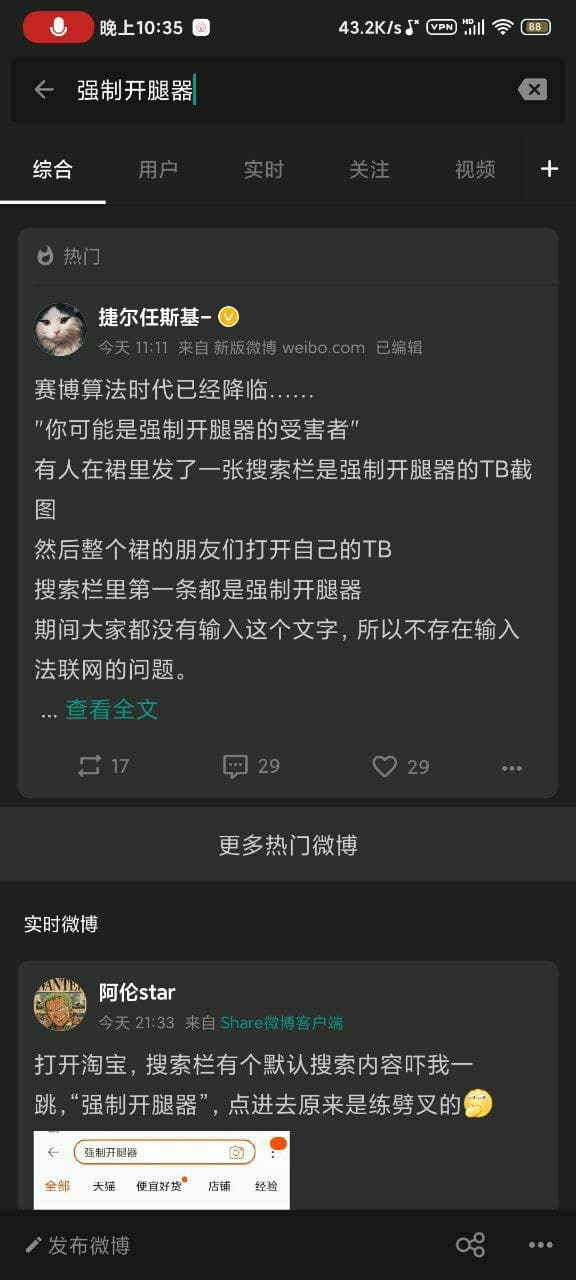 晚上10:35
43.2K/s VPN HD 88
强制开腿器
综合 用户 实时 关注 视频 +
热门
捷尔任斯基-
今天 11:11 来自 新版微博 weibo.com 已编辑
赛博算法时代已经降临……
"你可能是强制开腿器的受害者"
有人在裙里发了一张搜索栏是强制开腿器的TB截
图
然后整个裙的朋友们打开自己的TB
搜索栏里第一条都是强制开腿器
期间大家都没有输入这个文字，所以不存在输入
法联网的问题。
... 查看全文
17 29 29
更多热门微博
实时微博
WANTE
阿伦star
今天 21:33 来自 Share微博客户端
打开淘宝，搜索栏有个默认搜索内容吓我一
跳，“强制开腿器”，点进去原来是练劈叉的
强制开腿器
全部 天猫 便宜好货 店铺 经验
发布微博